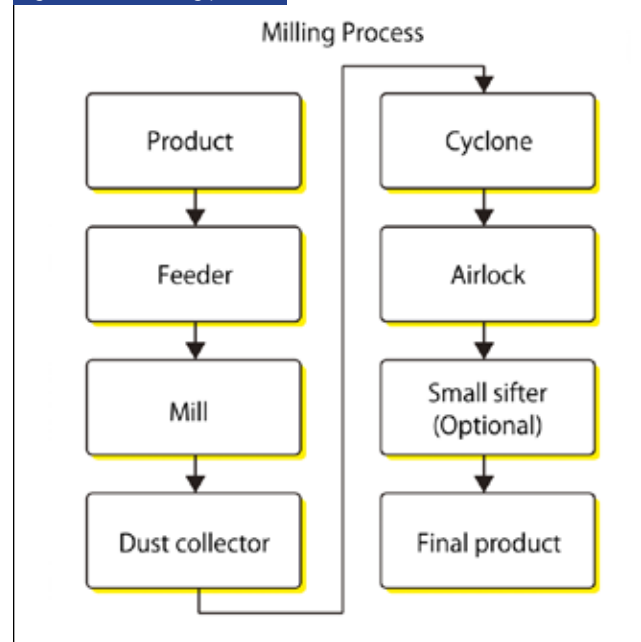 Milling Process
Product
Feeder
Mill
Dust collector
Cyclone
Airlock
Small sifter
(Optional)
Final product